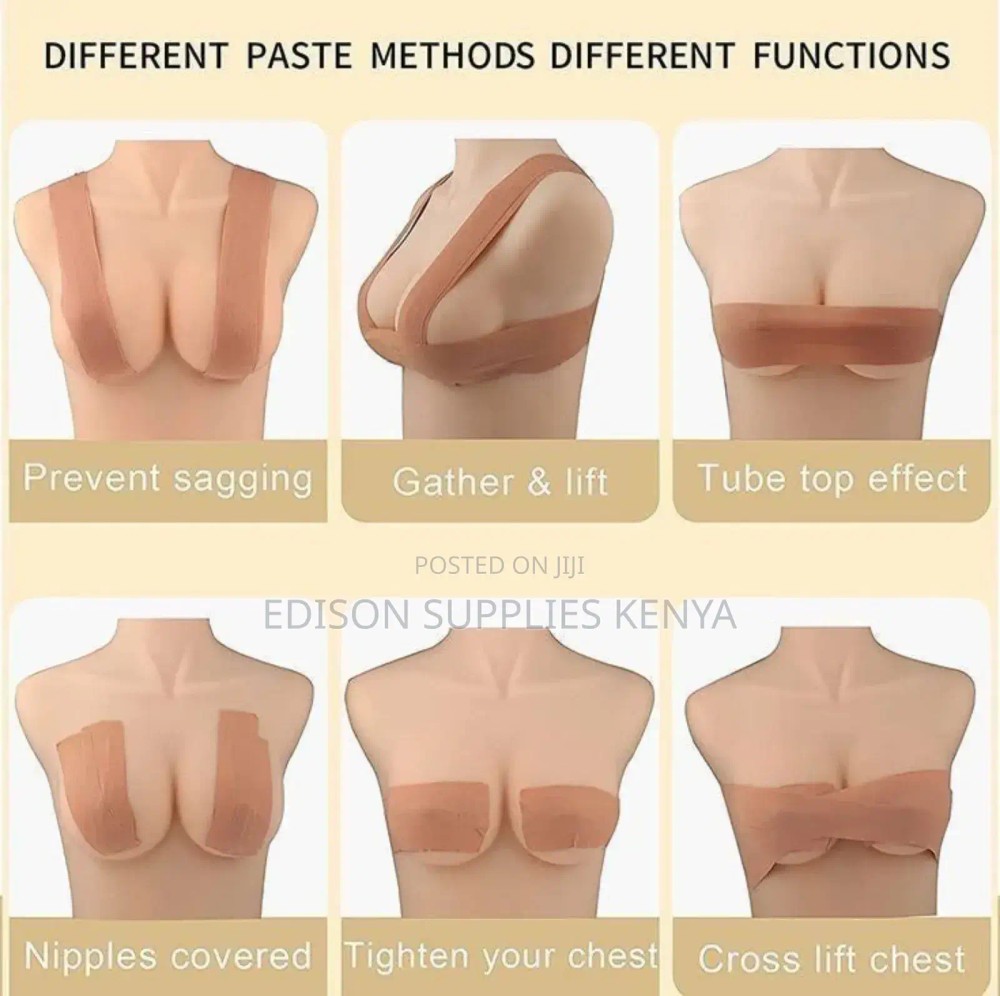 DIFFERENT PASTE METHODS DIFFERENT FUNCTIONS
Prevent sagging
Gather & lift
Tube top effect
POSTED ON JIJI
EDISON SUPPLIES KENYA
Nipples covered
Tighten your chest
Cross lift chest